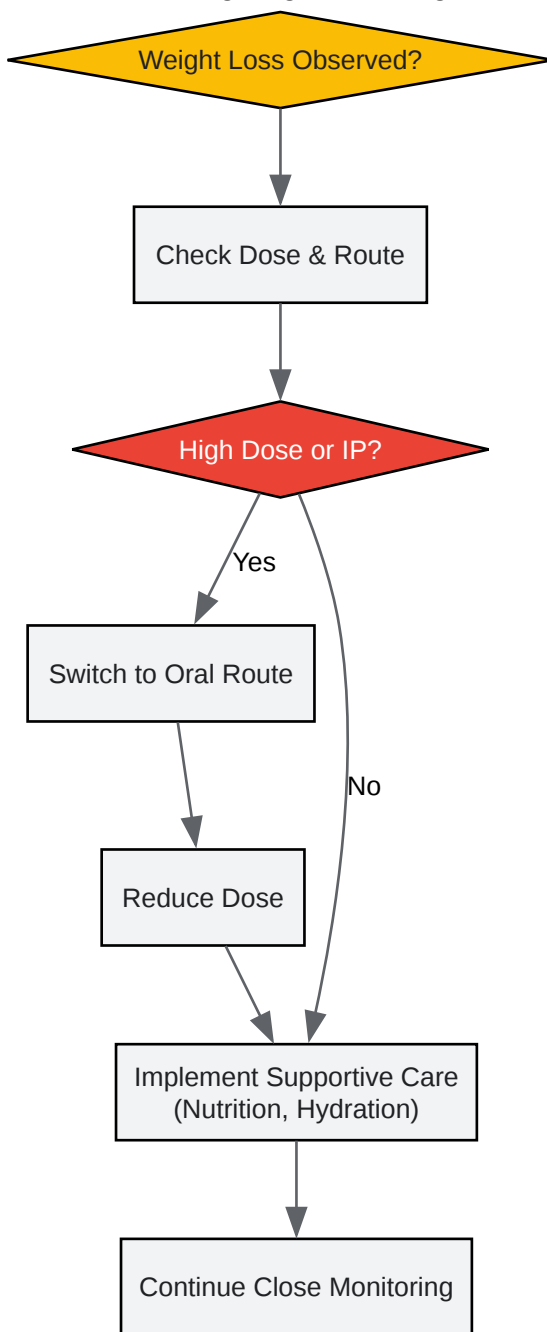 Weight Loss Observed?
Check Dose & Route
High Dose or IP?
Yes
Switch to Oral Route
No
Reduce Dose
Implement Supportive Care
(Nutrition, Hydration)
Continue Close Monitoring